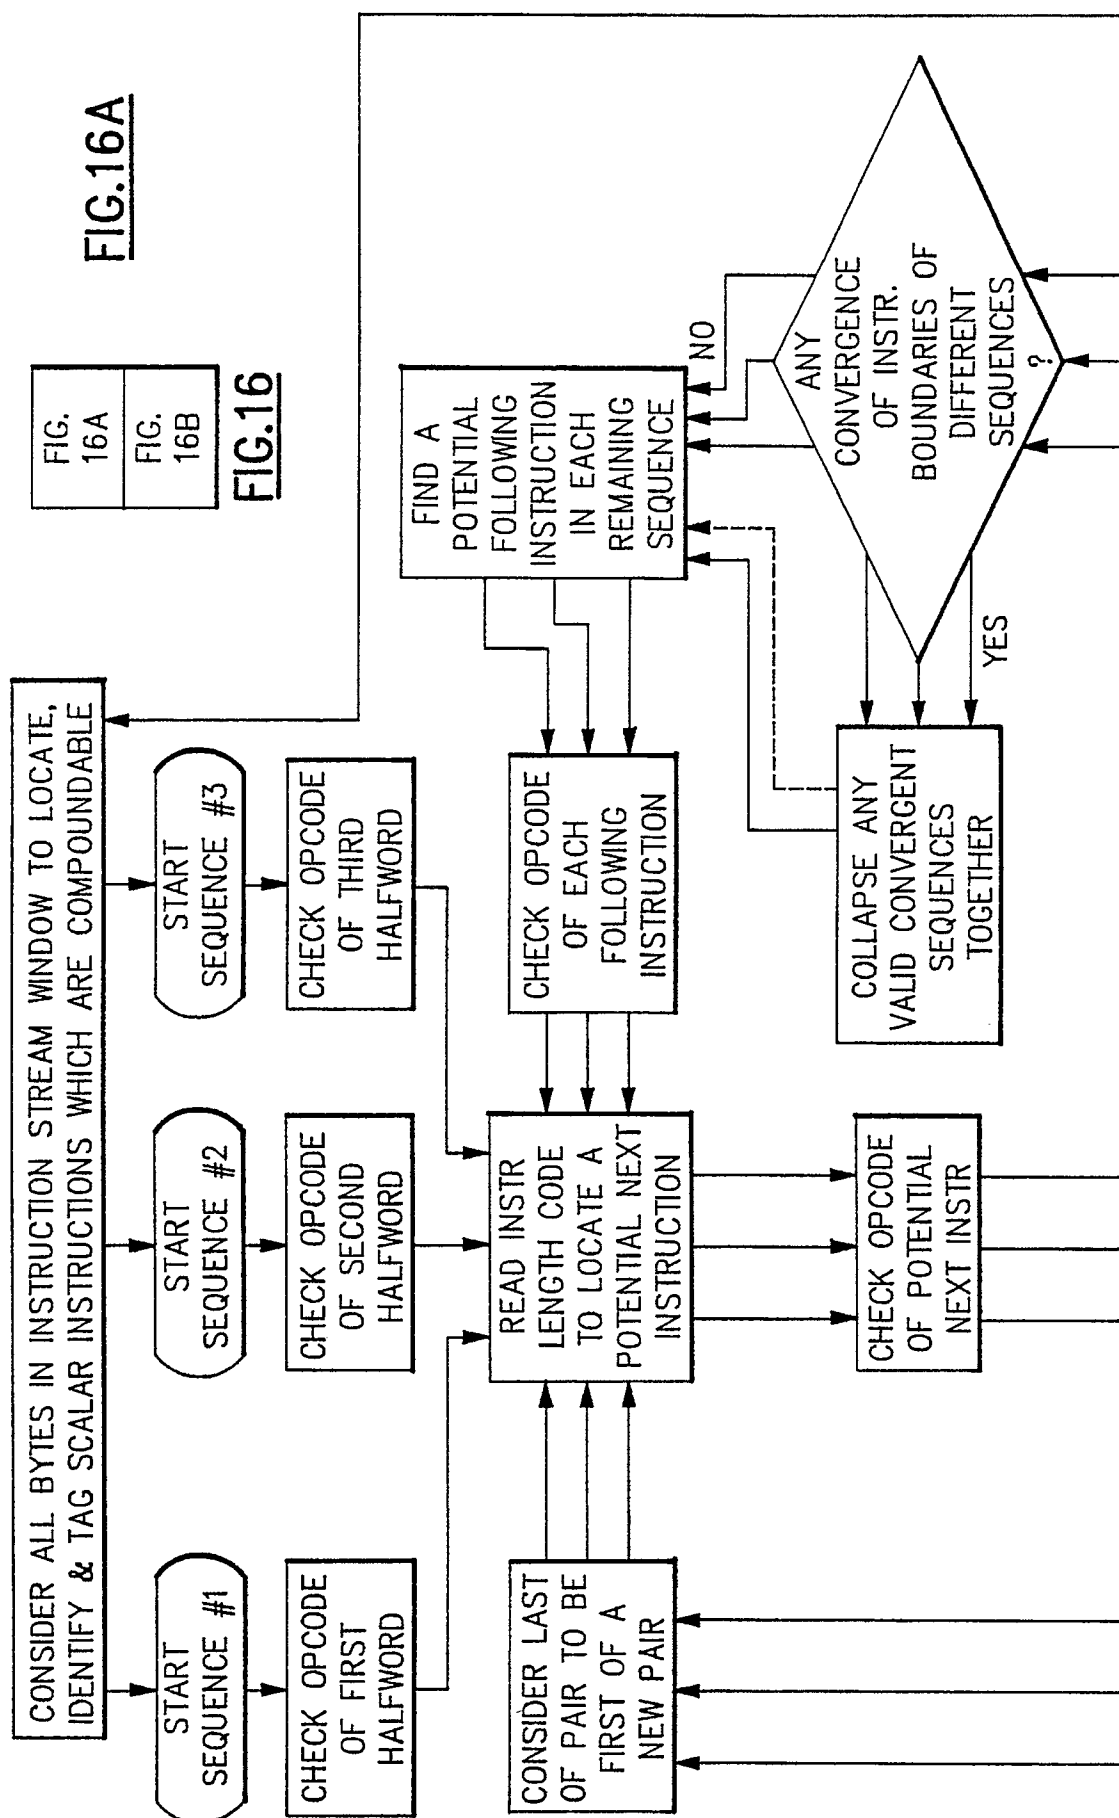 FIG.16A
FIG.
16A
FIG.
16B
FIG.16
CONSIDER ALL BYTES IN INSTRUCTION STREAM WINDOW TO LOCATE,
IDENTIFY & TAG SCALAR INSTRUCTIONS WHICH ARE COMPOUNDABLE
START
SEQUENCE #1
START
SEQUENCE #2
START
SEQUENCE #3
CHECK OPCODE
OF FIRST
HALFWORD
CHECK OPCODE
OF SECOND
HALFWORD
CHECK OPCODE
OF THIRD
HALFWORD
CONSIDER LAST
OF PAIR TO BE
FIRST OF A
NEW PAIR
READ INSTR
LENGTH CODE
TO LOCATE A
POTENTIAL NEXT
INSTRUCTION
CHECK OPCODE
OF EACH
FOLLOWING
INSTRUCTION
FIND A
POTENTIAL
FOLLOWING
INSTRUCTION
IN EACH
REMAINING
SEQUENCE
NO
CHECK OPCODE
OF POTENTIAL
NEXT INSTR
COLLAPSE ANY
VALID CONVERGENT
SEQUENCES
TOGETHER
YES
ANY
CONVERGENCE
OF INSTR.
BOUNDARIES OF
DIFFERENT
SEQUENCES
?